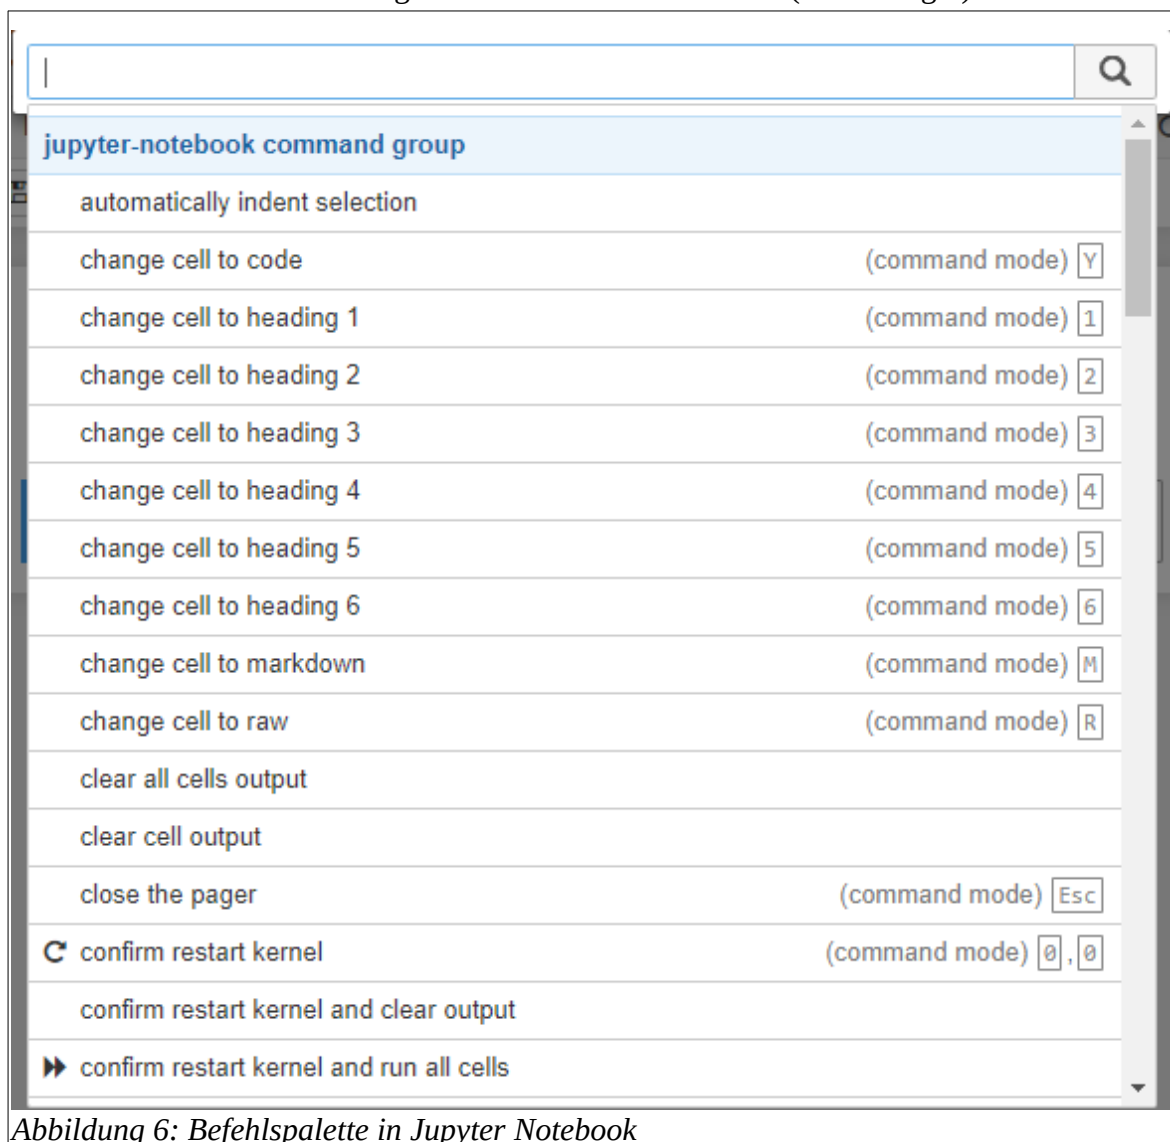 jupyter-notebook command group
automatically indent selection
change cell to code (command mode) Y
change cell to heading 1 (command mode) 1
change cell to heading 2 (command mode) 2
change cell to heading 3 (command mode) 3
change cell to heading 4 (command mode) 4
change cell to heading 5 (command mode) 5
change cell to heading 6 (command mode) 6
change cell to markdown (command mode) M
change cell to raw (command mode) R
clear all cells output
clear cell output
close the pager (command mode) Esc
confirm restart kernel (command mode) 0,0
confirm restart kernel and clear output
confirm restart kernel and run all cells
Abbildung 6: Befehlspalette in Jupyter Notebook